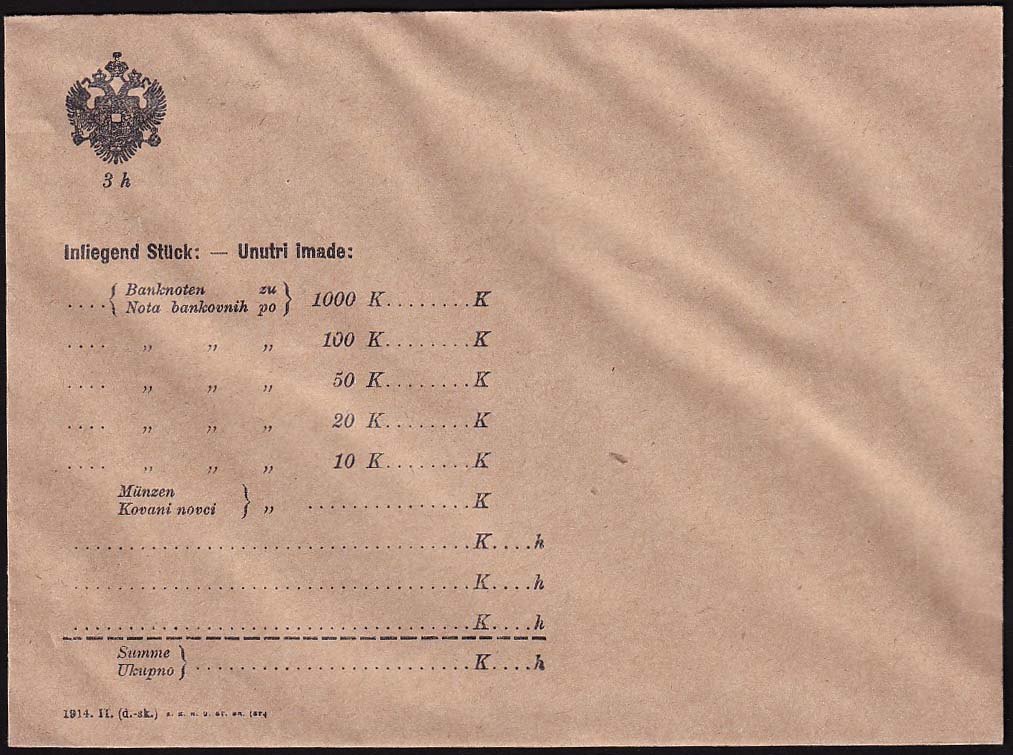 3 h
Inliegend Stück: — Unutri imade:
....{ Banknoten zu } 1000 K........K
Nota bankovnih po
.... „ „ „ 100 K........K
.... „ „ „ 50 K........K
.... „ „ „ 20 K........K
.... „ „ „ 10 K........K
Münzen
Kovani novci } „ ...............K
.............................................K....h
.............................................K....h
.............................................K....h
Summe
Ukupno } ...............................K....h
1914. II. (d.-sk.)